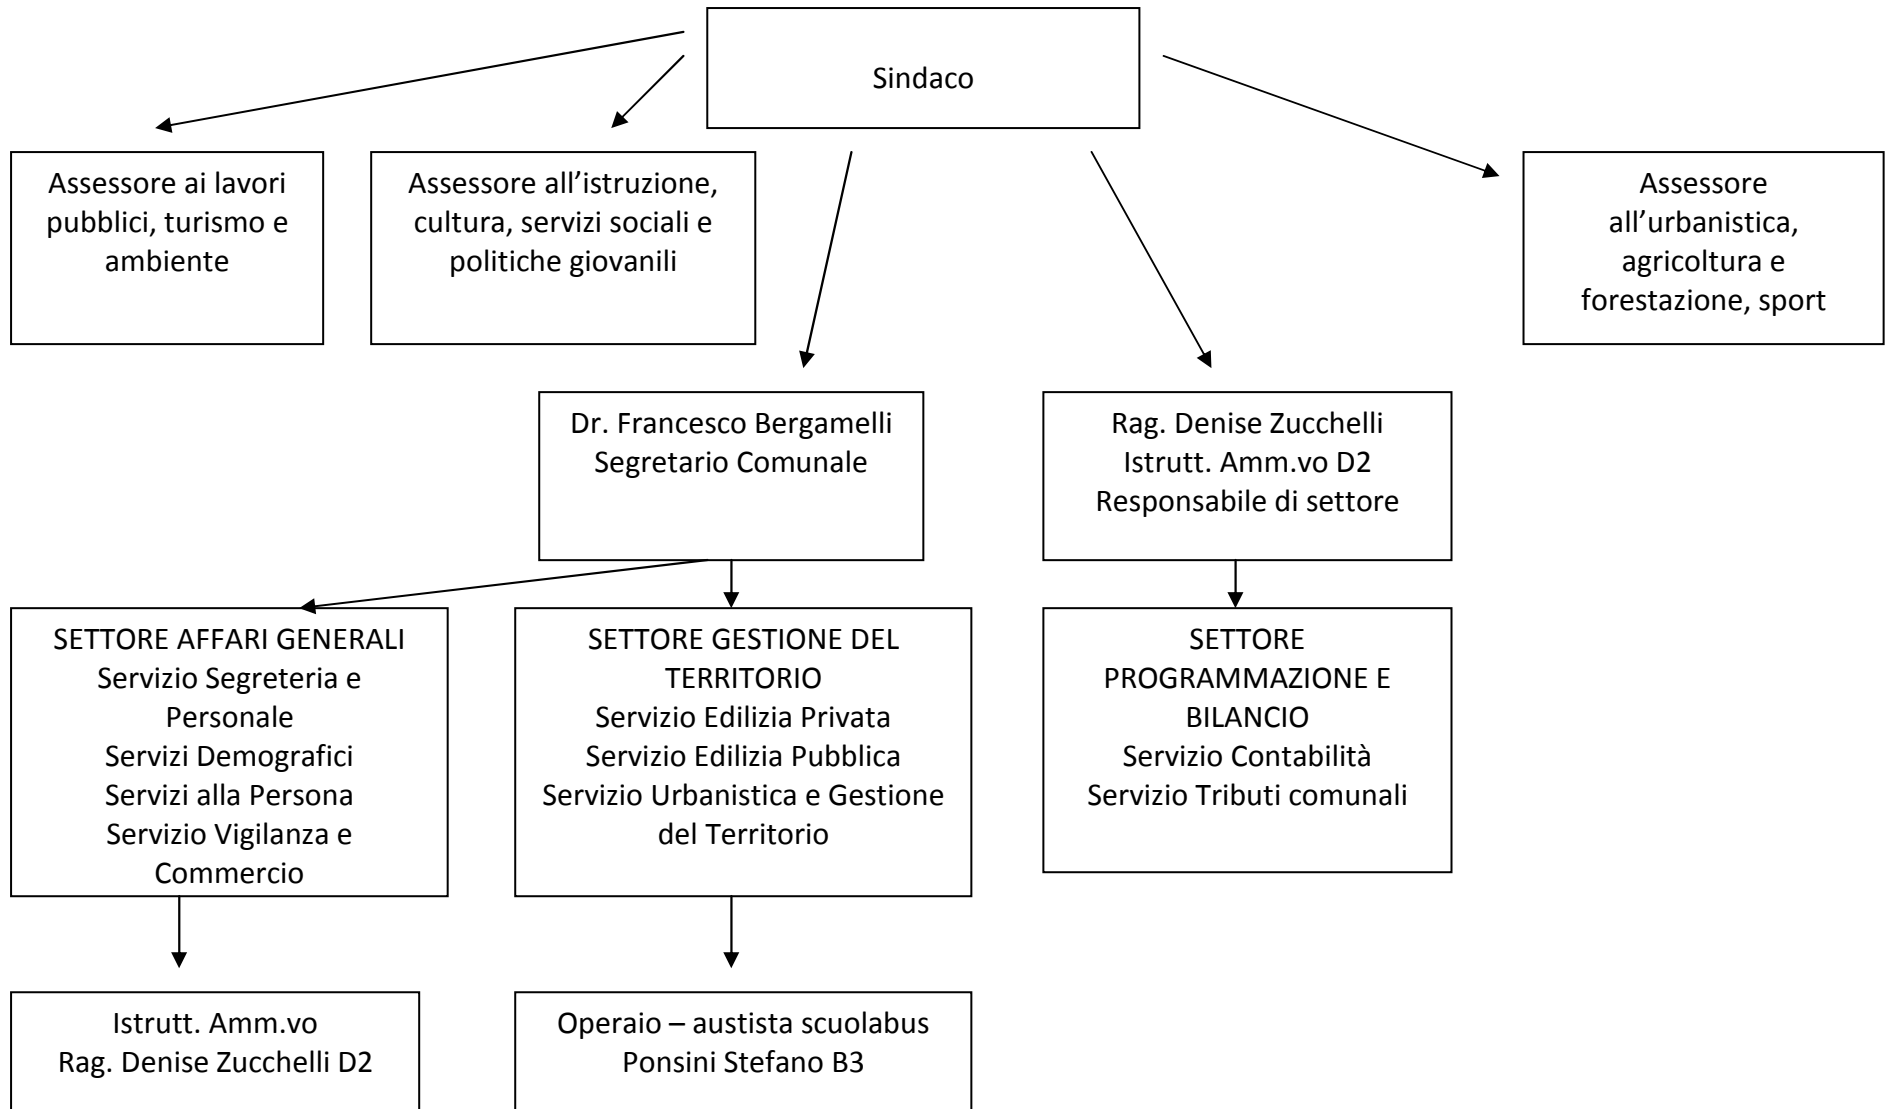 Sindaco
Assessore ai lavori
pubblici, turismo e
ambiente
Assessore all’istruzione,
cultura, servizi sociali e
politiche giovanili
Assessore
all’urbanistica,
agricoltura e
forestazione, sport
Dr. Francesco Bergamelli
Segretario Comunale
Rag. Denise Zucchelli
Istrutt. Amm.vo D2
Responsabile di settore
SETTORE AFFARI GENERALI
Servizio Segreteria e
Personale
Servizi Demografici
Servizi alla Persona
Servizio Vigilanza e
Commercio
SETTORE GESTIONE DEL
TERRITORIO
Servizio Edilizia Privata
Servizio Edilizia Pubblica
Servizio Urbanistica e Gestione
del Territorio
SETTORE
PROGRAMMAZIONE E
BILANCIO
Servizio Contabilità
Servizio Tributi comunali
Istrutt. Amm.vo
Rag. Denise Zucchelli D2
Operaio – austista scuolabus
Ponsini Stefano B3